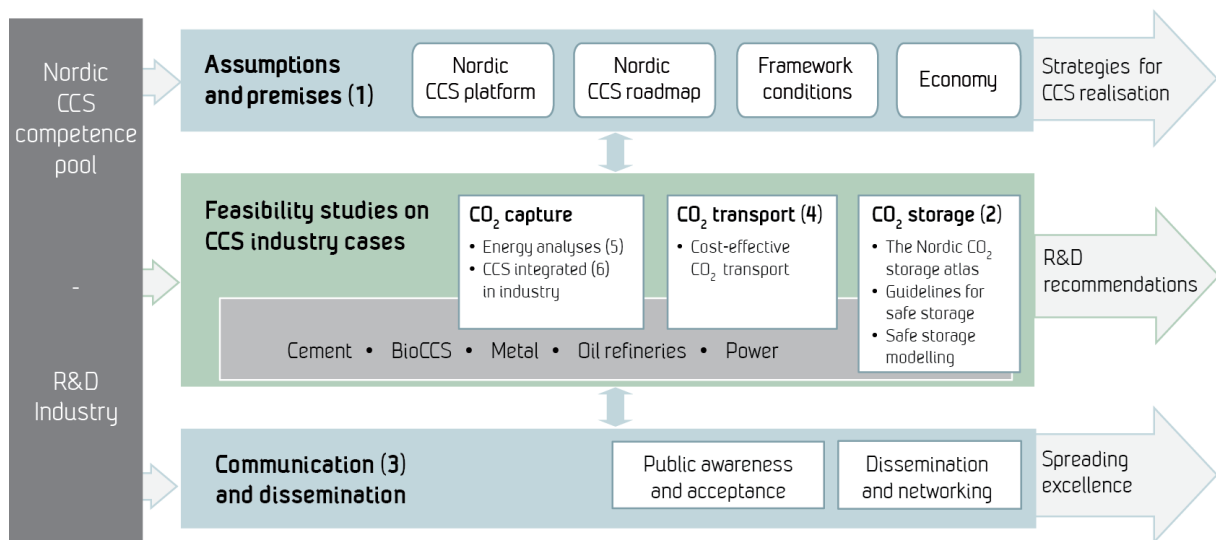 Nordic
CCS
competence
pool
-
R&D
Industry
Assumptions
and premises (1)
Nordic
CCS platform
Nordic
CCS roadmap
Framework
conditions
Economy
Strategies for
CCS realisation
Feasibility studies on
CCS industry cases
CO₂ capture
• Energy analyses (5)
• CCS integrated (6)
in industry
CO₂ transport (4)
• Cost-effective
CO₂ transport
CO₂ storage (2)
• The Nordic CO₂
storage atlas
• Guidelines for
safe storage
• Safe storage
modelling
Cement • BioCCS • Metal • Oil refineries • Power
R&D
recommendations
Communication (3)
and dissemination
Public awareness
and acceptance
Dissemination
and networking
Spreading
excellence